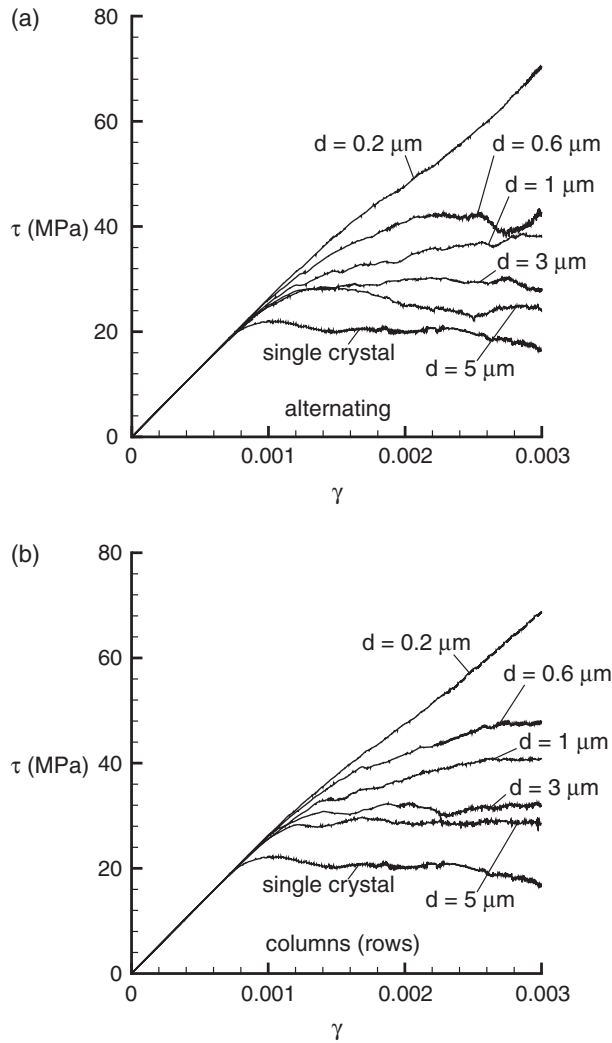 (a)
80
60
40
20
0
τ (MPa)
d = 0.2 μm
d = 0.6 μm
d = 1 μm
d = 3 μm
d = 5 μm
single crystal
alternating
0
0.001
0.002
0.003
γ
(b)
80
60
40
20
0
τ (MPa)
d = 0.2 μm
d = 0.6 μm
d = 1 μm
d = 3 μm
d = 5 μm
single crystal
columns (rows)
0
0.001
0.002
0.003
γ